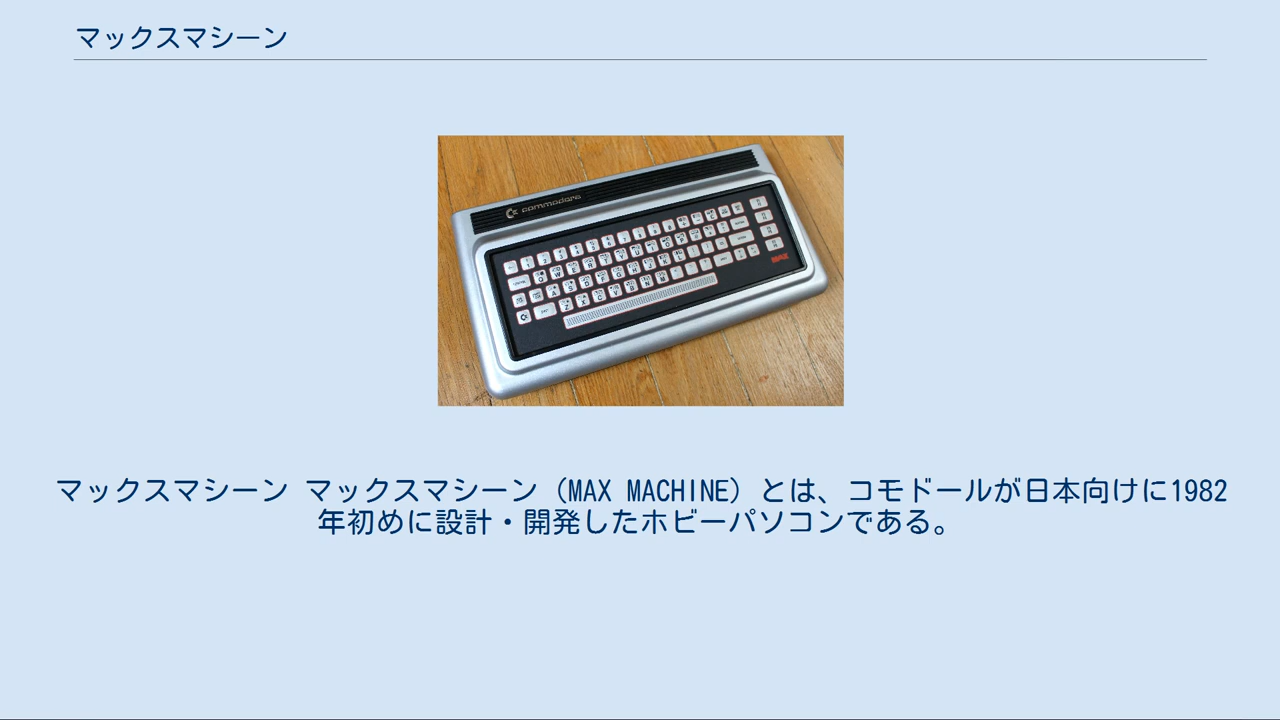 マックスマシーン
commodore
MAX
マックスマシーン マックスマシーン（MAX MACHINE）とは、コモドールが日本向けに1982
年初めに設計・開発したホビーパソコンである。